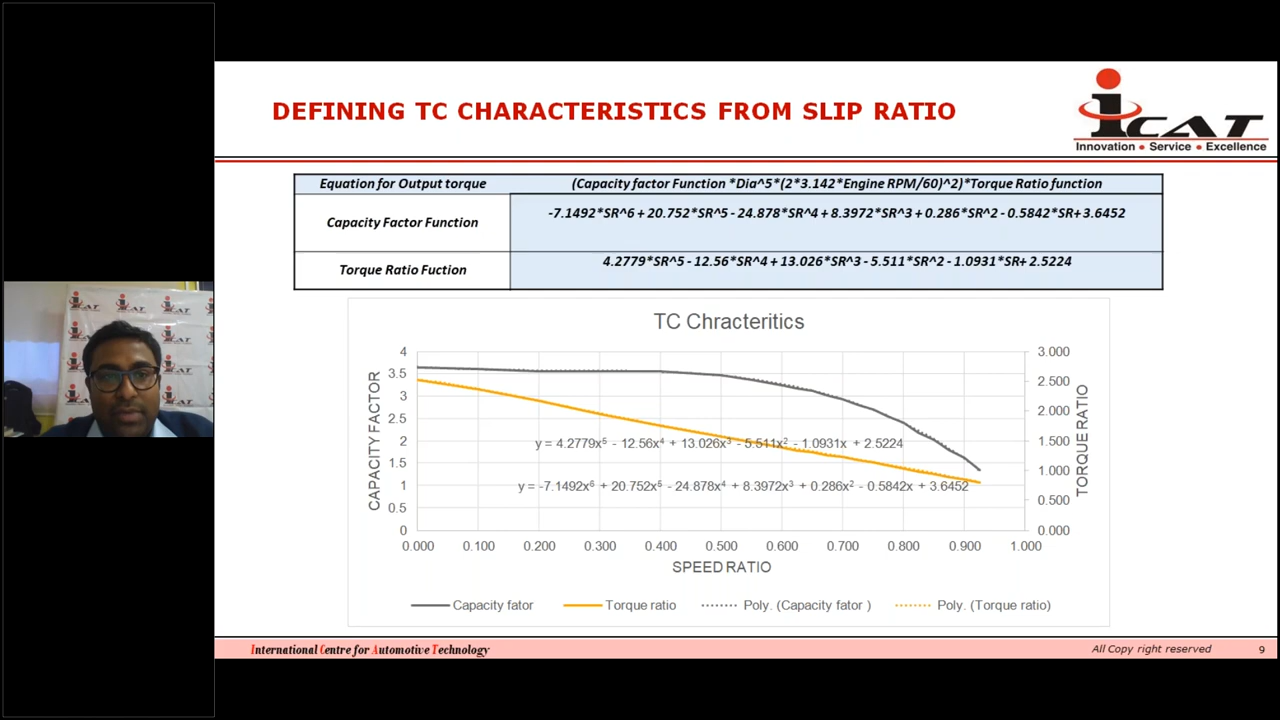 DEFINING TC CHARACTERISTICS FROM SLIP RATIO
iCAT
Innovation • Service • Excellence
Equation for Output torque
(Capacity factor Function *Dia^5*(2*3.142*Engine RPM/60)^2)*Torque Ratio function
Capacity Factor Function
-7.1492*SR^6 + 20.752*SR^5 - 24.878*SR^4 + 8.3972*SR^3 + 0.286*SR^2 - 0.5842*SR+ 3.6452
Torque Ratio Fuction
4.2779*SR^5 - 12.56*SR^4 + 13.026*SR^3 - 5.511*SR^2 - 1.0931*SR+ 2.5224
TC Chracteritics
CAPACITY FACTOR
4
3.5
3
2.5
2
1.5
1
0.5
0
y = 4.2779x⁵ - 12.56x⁴ + 13.026x³ - 5.511x² - 1.0931x + 2.5224
y = -7.1492x⁶ + 20.752x⁵ - 24.878x⁴ + 8.3972x³ + 0.286x² - 0.5842x + 3.6452
3.000
2.500
2.000
1.500
1.000
0.500
0.000
TORQUE RATIO
0.000 0.100 0.200 0.300 0.400 0.500 0.600 0.700 0.800 0.900 1.000
SPEED RATIO
Capacity fator Torque ratio Poly. (Capacity fator ) Poly. (Torque ratio)
International Centre for Automotive Technology
All Copy right reserved
9
iCAT